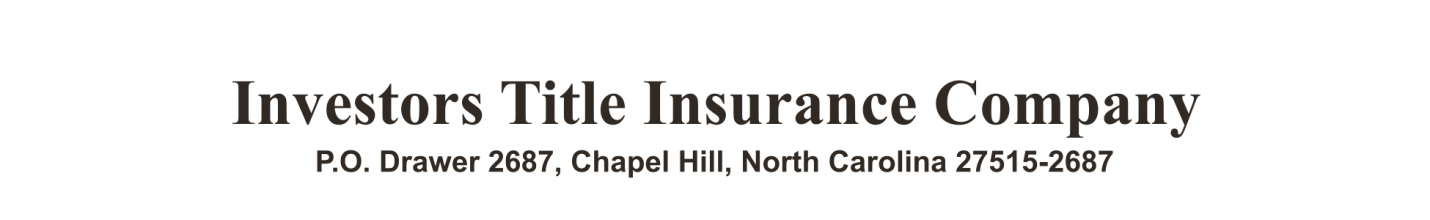 Investors Title Insurance Company
P.O. Drawer 2687, Chapel Hill, North Carolina 27515-2687